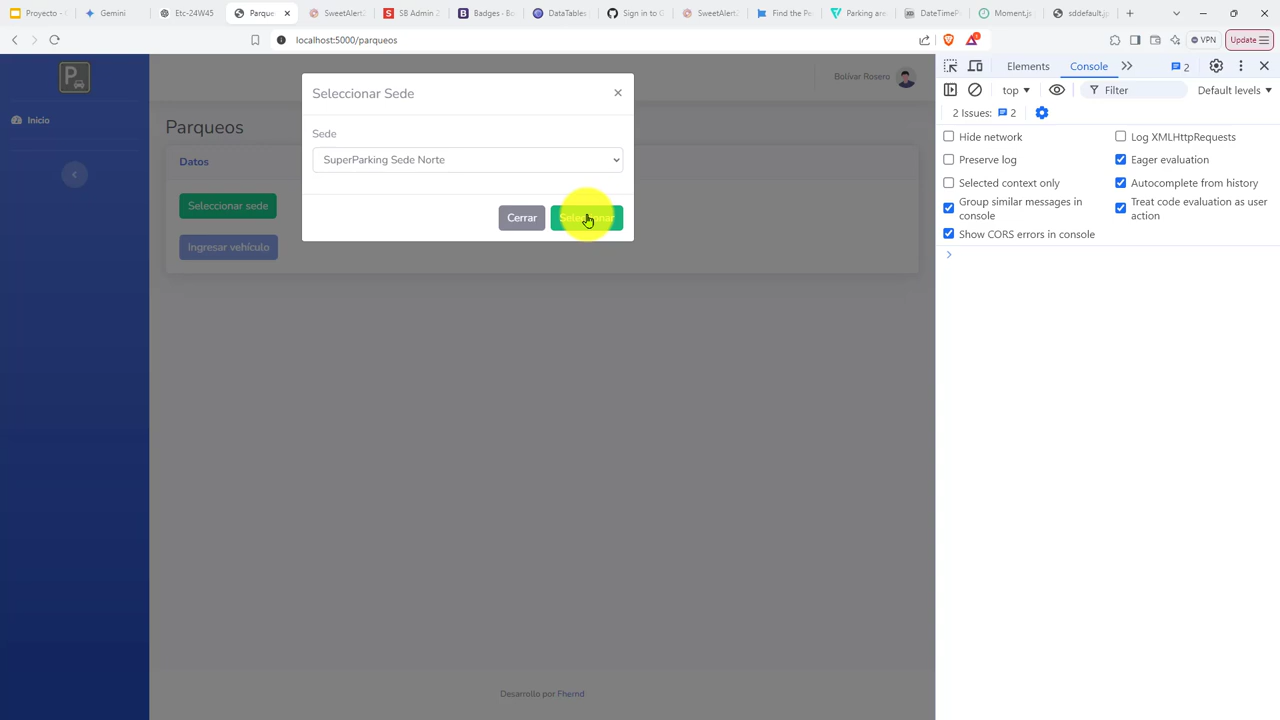 Proyecto - G
Gemini
Etc-24W45
Parque
SweetAlert2
SB Admin 2
Badges - Bo
DataTables
Sign in to G
SweetAlert2
Find the Pe
Parking are
DateTimeP
Moment.js
sddefault.jp
localhost:5000/parqueos
VPN
Update
P
Inicio
Bolívar Rosero
Parqueos
Datos
Seleccionar sede
Ingresar vehículo
Seleccionar Sede
×
Sede
SuperParking Sede Norte
Cerrar
Seleccionar
Desarrollo por Fhernd
Elements
Console
2
top
Filter
Default levels
2 Issues:
2
Hide network
Log XMLHttpRequests
Preserve log
Eager evaluation
Selected context only
Autocomplete from history
Group similar messages in
console
Treat code evaluation as user
action
Show CORS errors in console